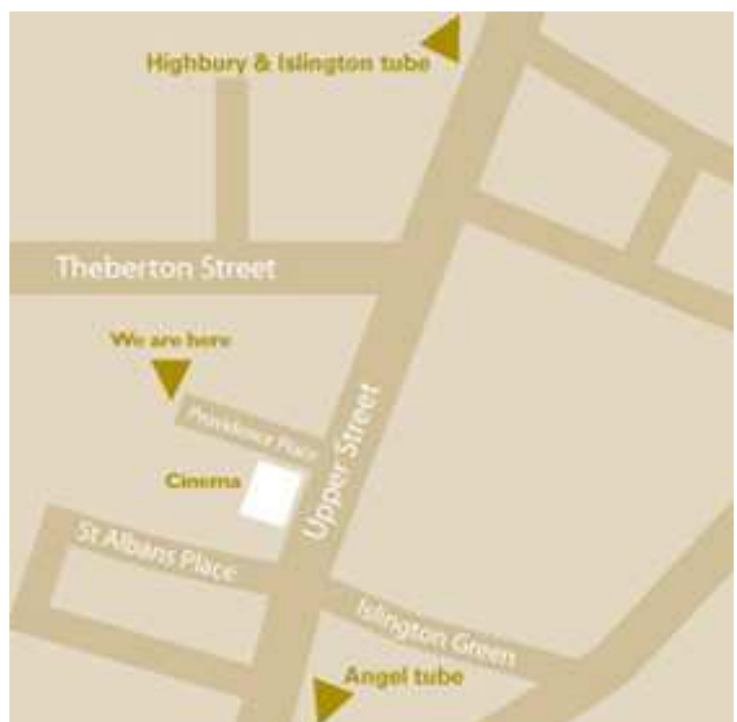 Highbury & Islington tube
Theberton Street
We are here
Providence Place
Upper Street
Cinema
St Albans Place
Islington Green
Angel tube